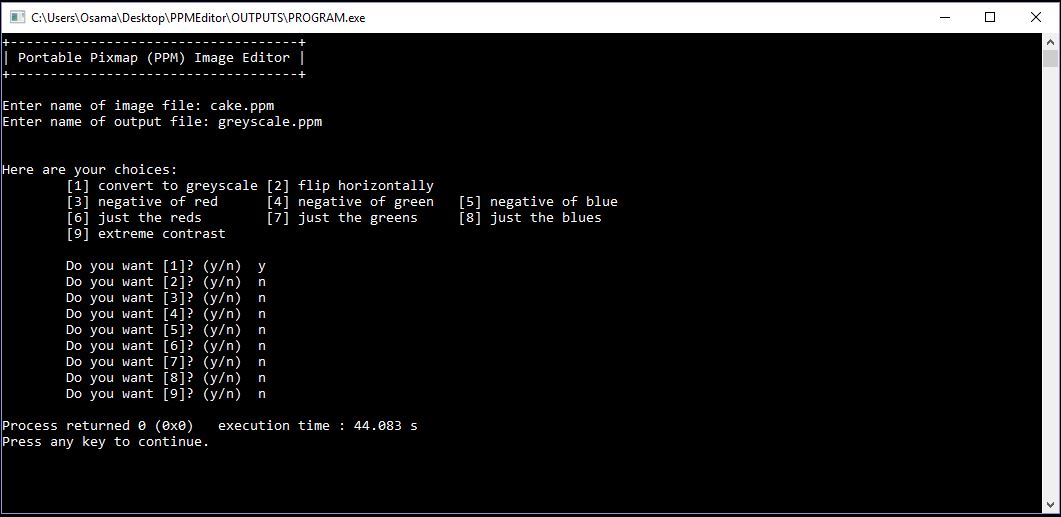 C:\Users\Osama\Desktop\PPMEditor\OUTPUTS\PROGRAM.exe
+------------------------------------+
| Portable Pixmap (PPM) Image Editor |
+------------------------------------+
Enter name of image file: cake.ppm
Enter name of output file: greyscale.ppm
Here are your choices:
[1] convert to greyscale [2] flip horizontally
[3] negative of red [4] negative of green [5] negative of blue
[6] just the reds [7] just the greens [8] just the blues
[9] extreme contrast
Do you want [1]? (y/n) y
Do you want [2]? (y/n) n
Do you want [3]? (y/n) n
Do you want [4]? (y/n) n
Do you want [5]? (y/n) n
Do you want [6]? (y/n) n
Do you want [7]? (y/n) n
Do you want [8]? (y/n) n
Do you want [9]? (y/n) n
Process returned 0 (0x0) execution time : 44.083 s
Press any key to continue.